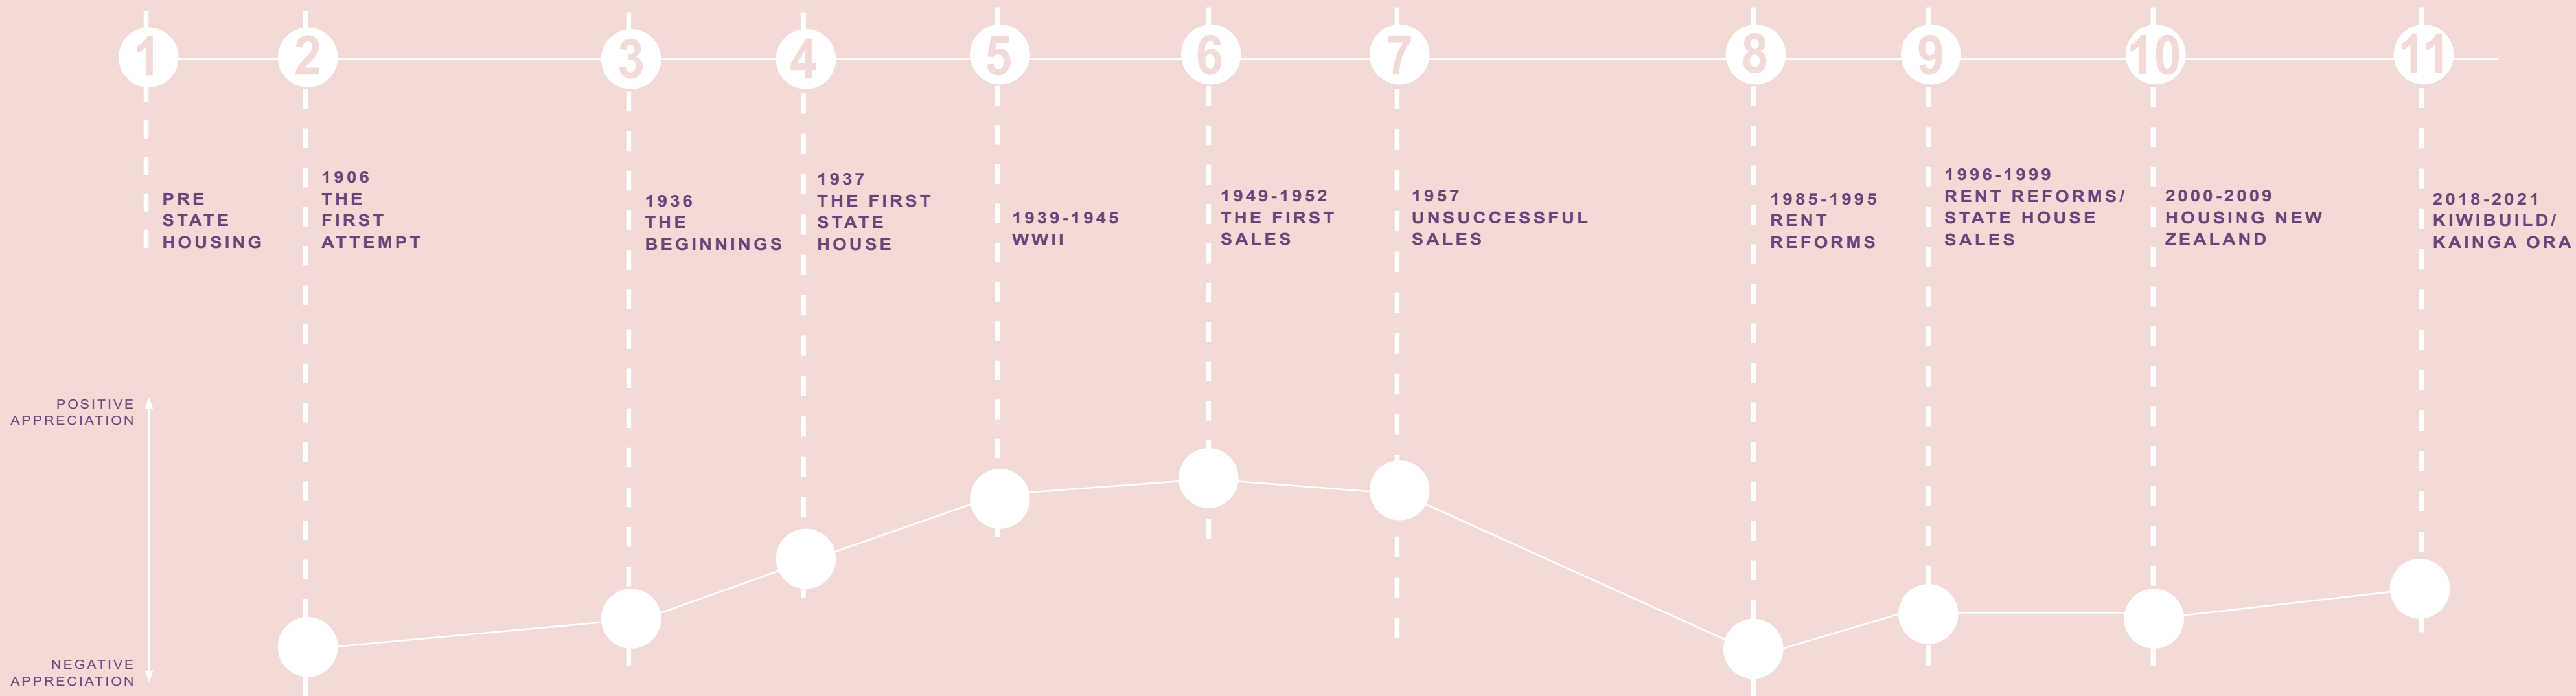 1
2
3
4
5
6
7
8
9
10
11
PRE
STATE
HOUSING
1906
THE
FIRST
ATTEMPT
1936
THE
BEGINNINGS
1937
THE FIRST
STATE
HOUSE
1939-1945
WWII
1949-1952
THE FIRST
SALES
1957
UNSUCCESSFUL
SALES
1985-1995
RENT
REFORMS
1996-1999
RENT REFORMS/
STATE HOUSE
SALES
2000-2009
HOUSING NEW
ZEALAND
2018-2021
KIWIBUILD/
KAINGA ORA
POSITIVE
APPRECIATION
NEGATIVE
APPRECIATION